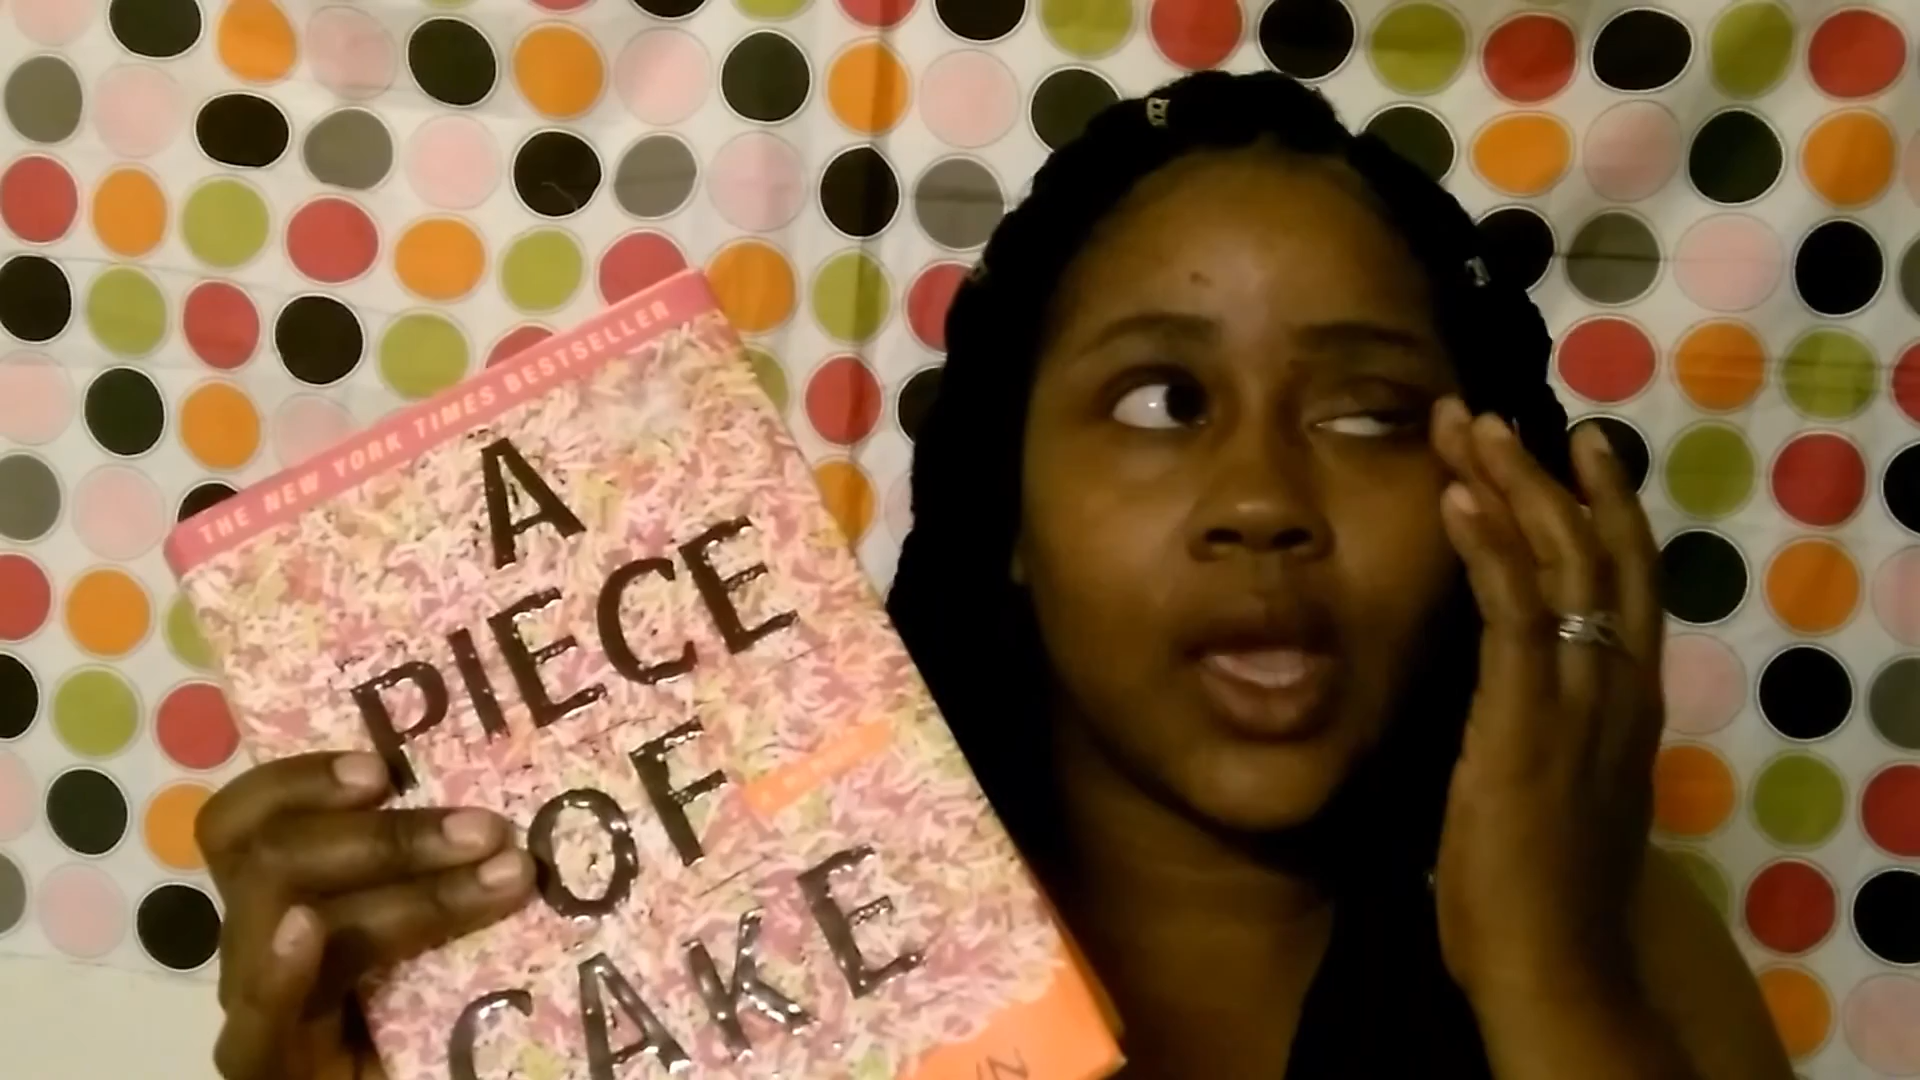 THE NEW YORK TIMES BESTSELLER
A
PIECE
OF
CAKE